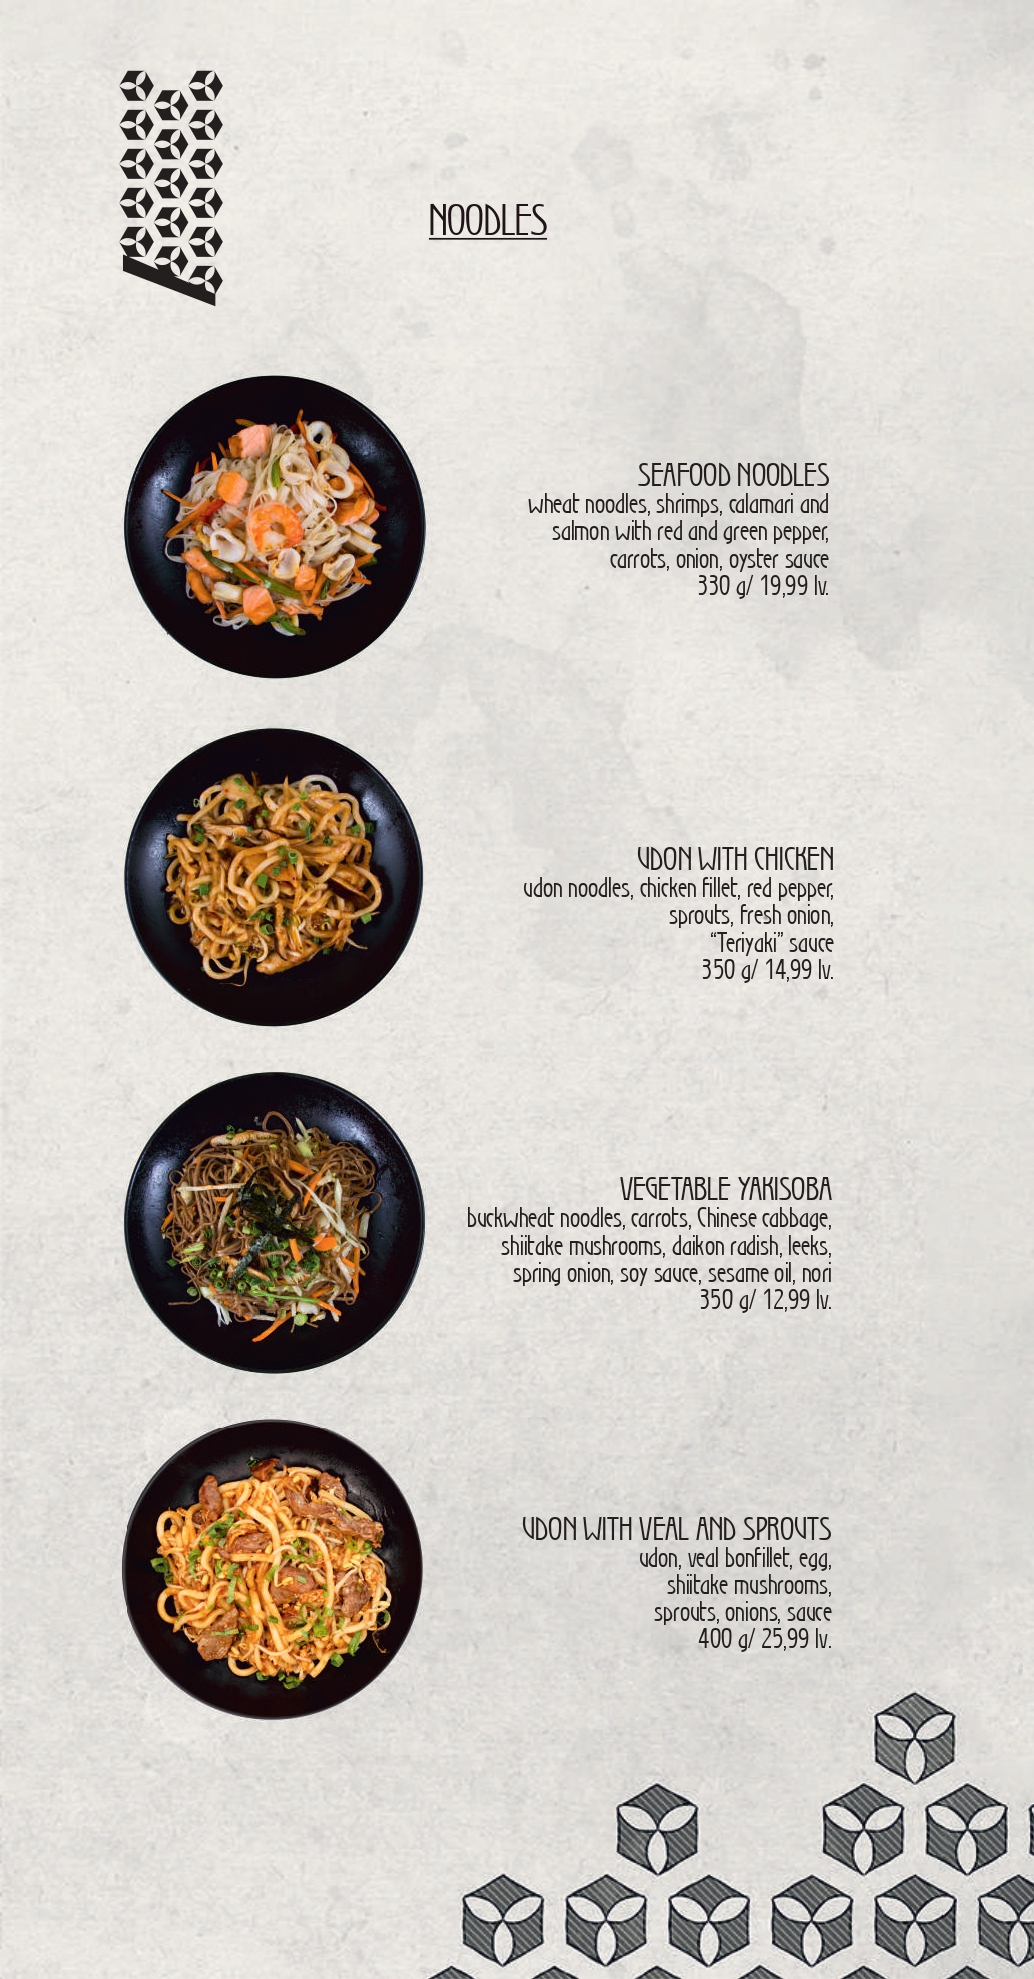 NOODLES
SEAFOOD NOODLES
wheat noodles, shrimps, calamari and
salmon with red and green pepper,
carrots, onion, oyster sauce
330 g/ 19,99 lv.
UDON WITH CHICKEN
udon noodles, chicken fillet, red pepper,
sprouts, fresh onion,
“Teriyaki” sauce
350 g/ 14,99 lv.
VEGETABLE YAKISOBA
buckwheat noodles, carrots, Chinese cabbage,
shiitake mushrooms, daikon radish, leeks,
spring onion, soy sauce, sesame oil, nori
350 g/ 12,99 lv.
UDON WITH VEAL AND SPROUTS
udon, veal bonfillet, egg,
shiitake mushrooms,
sprouts, onions, sauce
400 g/ 25,99 lv.